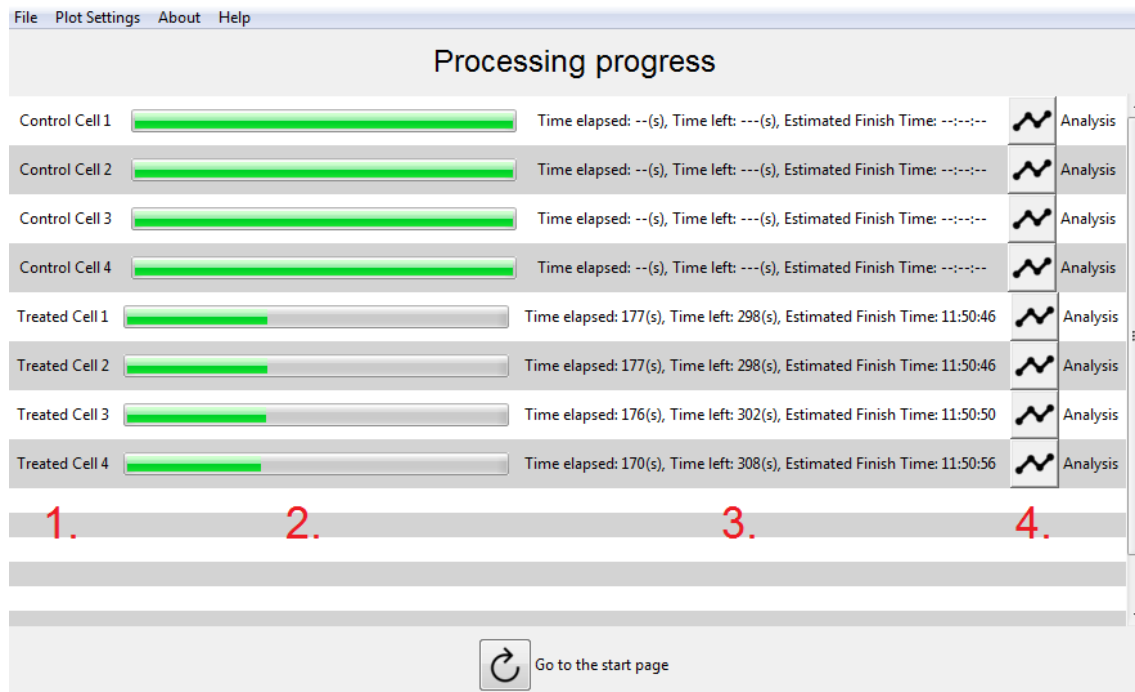 File Plot Settings About Help
Processing progress
Control Cell 1 Time elapsed: --(s), Time left: ---(s), Estimated Finish Time: --:--:-- Analysis
Control Cell 2 Time elapsed: --(s), Time left: ---(s), Estimated Finish Time: --:--:-- Analysis
Control Cell 3 Time elapsed: --(s), Time left: ---(s), Estimated Finish Time: --:--:-- Analysis
Control Cell 4 Time elapsed: --(s), Time left: ---(s), Estimated Finish Time: --:--:-- Analysis
Treated Cell 1 Time elapsed: 177(s), Time left: 298(s), Estimated Finish Time: 11:50:46 Analysis
Treated Cell 2 Time elapsed: 177(s), Time left: 298(s), Estimated Finish Time: 11:50:46 Analysis
Treated Cell 3 Time elapsed: 176(s), Time left: 302(s), Estimated Finish Time: 11:50:50 Analysis
Treated Cell 4 Time elapsed: 170(s), Time left: 308(s), Estimated Finish Time: 11:50:56 Analysis
1. 2. 3. 4.
Go to the start page